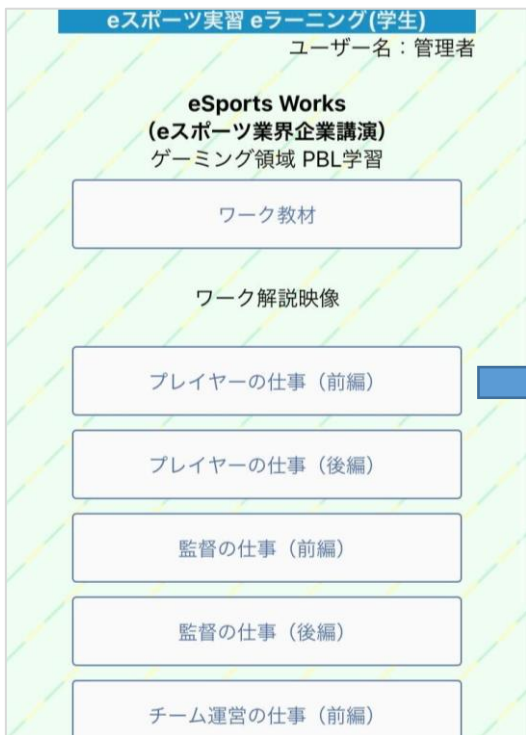 eスポーツ実習 eラーニング(学生)
ユーザー名：管理者
eSports Works
（eスポーツ業界企業講演）
ゲーミング領域 PBL学習
ワーク教材
ワーク解説映像
プレイヤーの仕事（前編）
プレイヤーの仕事（後編）
監督の仕事（前編）
監督の仕事（後編）
チーム運営の仕事（前編）